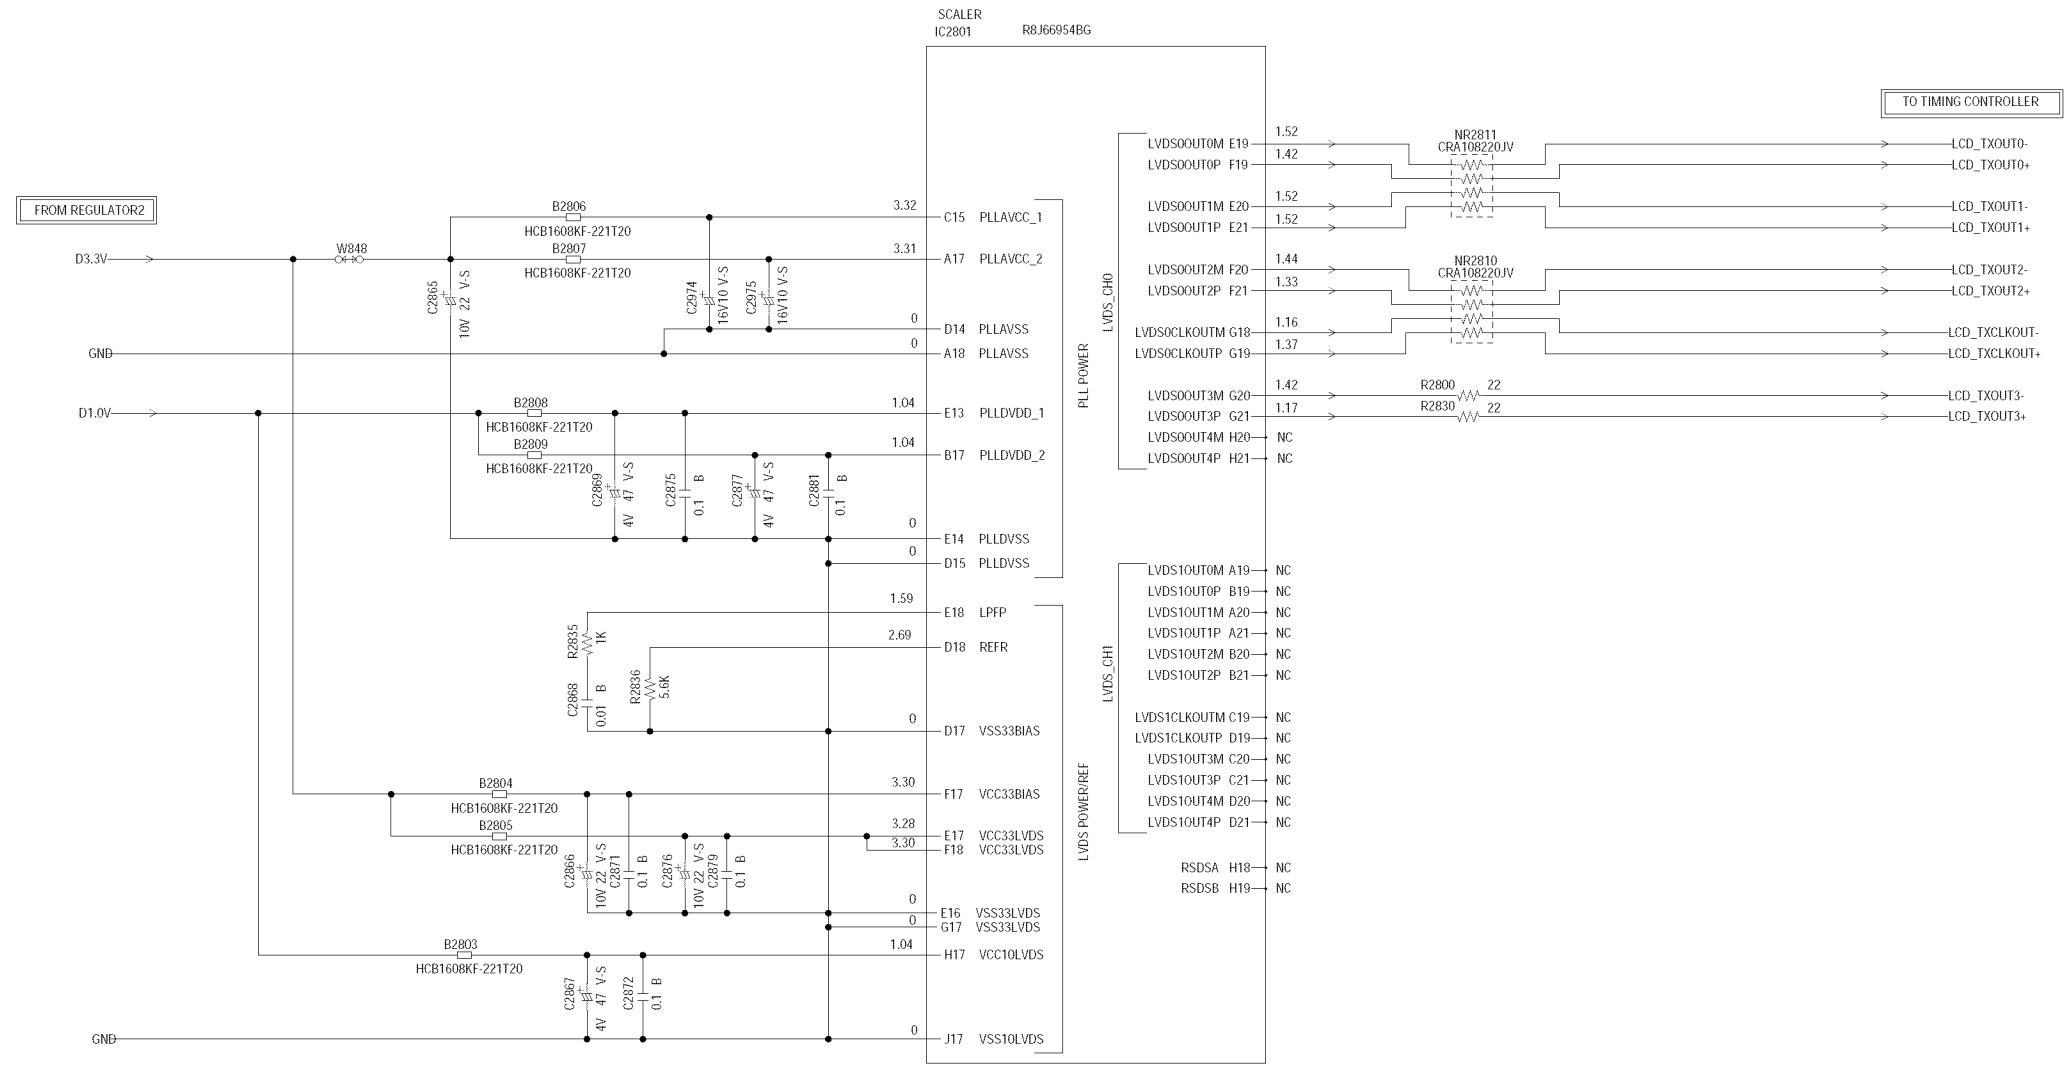 SCALER
IC2801 R8J66954BG
TO TIMING CONTROLLER
FROM REGULATOR2
D3.3V
W848
GND
D1.0V
GND
B2806
HCB1608KF-221T20
B2807
HCB1608KF-221T20
C2865
10V 22 V-S
C2974
16V10 V-S
C2975
16V10 V-S
B2808
HCB1608KF-221T20
B2809
HCB1608KF-221T20
C2869
4V 47 V-S
C2875
0.1 B
C2877
4V 47 V-S
C2881
0.1 B
R2835
1K
C2868
0.01 B
R2836
5.6K
B2804
HCB1608KF-221T20
B2805
HCB1608KF-221T20
C2866
10V 22 V-S
C2871
0.1 B
C2876
10V 22 V-S
C2879
0.1 B
B2803
HCB1608KF-221T20
C2867
4V 47 V-S
C2872
0.1 B
3.32 C15 PLLAVCC_1
3.31 A17 PLLAVCC_2
0 D14 PLLAVSS
0 A18 PLLAVSS
1.04 E13 PLLDVDD_1
1.04 B17 PLLDVDD_2
0 E14 PLLDVSS
0 D15 PLLDVSS
PLL POWER
1.59 E18 LPFP
2.69 D18 REFR
0 D17 VSS33BIAS
3.30 F17 VCC33BIAS
3.28 E17 VCC33LVDS
3.30 F18 VCC33LVDS
0 E16 VSS33LVDS
0 G17 VSS33LVDS
1.04 H17 VCC10LVDS
0 J17 VSS10LVDS
LVDS POWER/REF
LVDS_CH0
LVDS0OUT0M E19 1.52 LCD_TXOUT0-
LVDS0OUT0P F19 1.42 LCD_TXOUT0+
LVDS0OUT1M E20 1.52 LCD_TXOUT1-
LVDS0OUT1P E21 1.52 LCD_TXOUT1+
NR2811
CRA108220JV
LVDS0OUT2M F20 1.44 LCD_TXOUT2-
LVDS0OUT2P F21 1.33 LCD_TXOUT2+
LVDS0CLKOUTM G18 1.16 LCD_TXCLKOUT-
LVDS0CLKOUTP G19 1.37 LCD_TXCLKOUT+
NR2810
CRA108220JV
LVDS0OUT3M G20 1.42 R2800 22 LCD_TXOUT3-
LVDS0OUT3P G21 1.17 R2830 22 LCD_TXOUT3+
LVDS0OUT4M H20 NC
LVDS0OUT4P H21 NC
LVDS_CH1
LVDS1OUT0M A19 NC
LVDS1OUT0P B19 NC
LVDS1OUT1M A20 NC
LVDS1OUT1P A21 NC
LVDS1OUT2M B20 NC
LVDS1OUT2P B21 NC
LVDS1CLKOUTM C19 NC
LVDS1CLKOUTP D19 NC
LVDS1OUT3M C20 NC
LVDS1OUT3P C21 NC
LVDS1OUT4M D20 NC
LVDS1OUT4P D21 NC
RSDSA H18 NC
RSDSB H19 NC